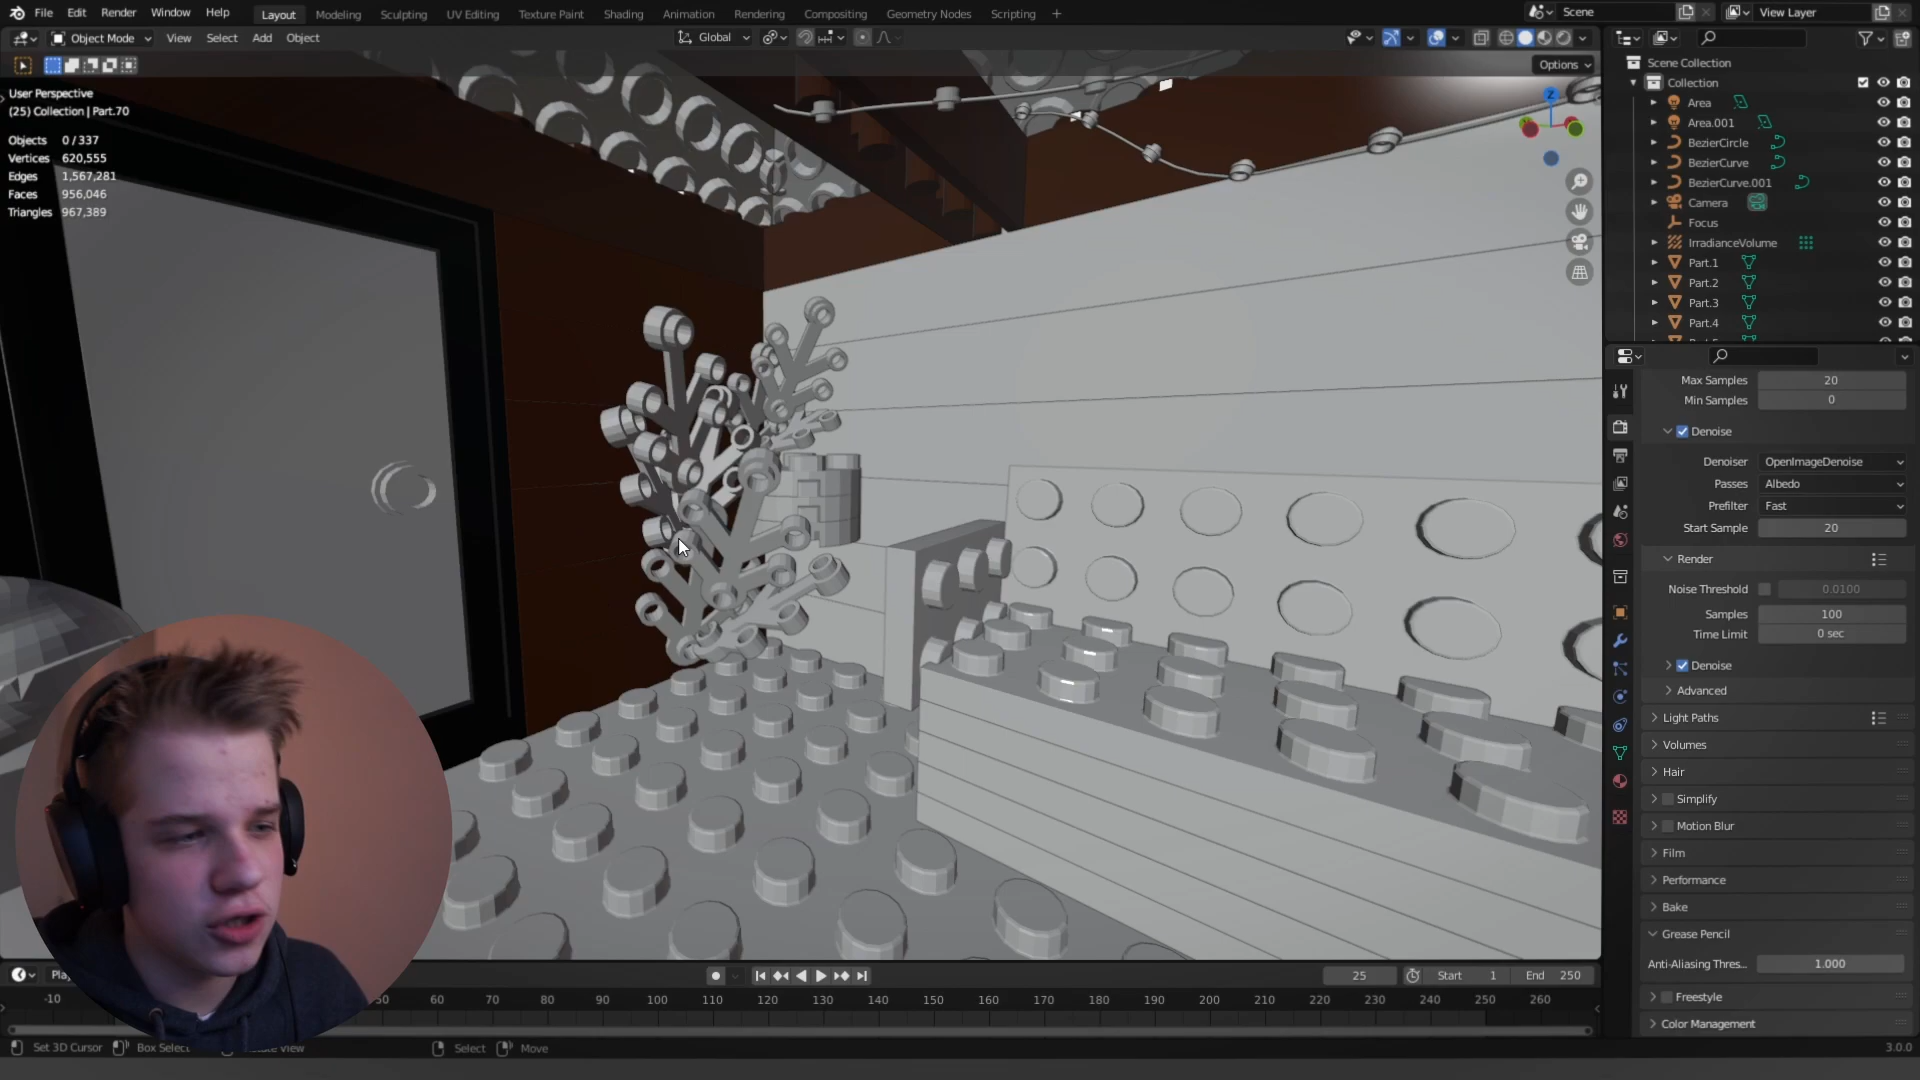 File Edit Render Window Help Layout Modeling Sculpting UV Editing Texture Paint Shading Animation Rendering Compositing Geometry Nodes Scripting + Scene View Layer
Object Mode View Select Add Object Global
Options
User Perspective
(25) Collection | Part.70
Objects 0 / 337
Vertices 620,555
Edges 1,567,281
Faces 956,046
Triangles 967,389
Z
Scene Collection
Collection
Area
Area.001
BezierCircle
BezierCurve
BezierCurve.001
Camera
Focus
IrradianceVolume
Part.1
Part.2
Part.3
Part.4
Max Samples 20
Min Samples 0
Denoise
Denoiser OpenImageDenoise
Passes Albedo
Prefilter Fast
Start Sample 20
Render
Noise Threshold 0.0100
Samples 100
Time Limit 0 sec
Denoise
Advanced
Light Paths
Volumes
Hair
Simplify
Motion Blur
Film
Performance
Bake
Grease Pencil
Anti-Aliasing Thres... 1.000
Freestyle
Color Management
25 Start 1 End 250
-10 50 60 70 80 90 100 110 120 130 140 150 160 170 180 190 200 210 220 230 240 250 260
Set 3D Cursor Box Select Rotate View Select Move 3.0.0